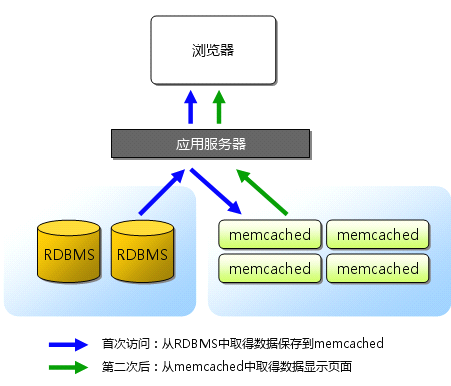 浏览器
应用服务器
RDBMS RDBMS
memcached memcached
memcached memcached
首次访问：从RDBMS中取得数据保存到memcached
第二次后：从memcached中取得数据显示页面